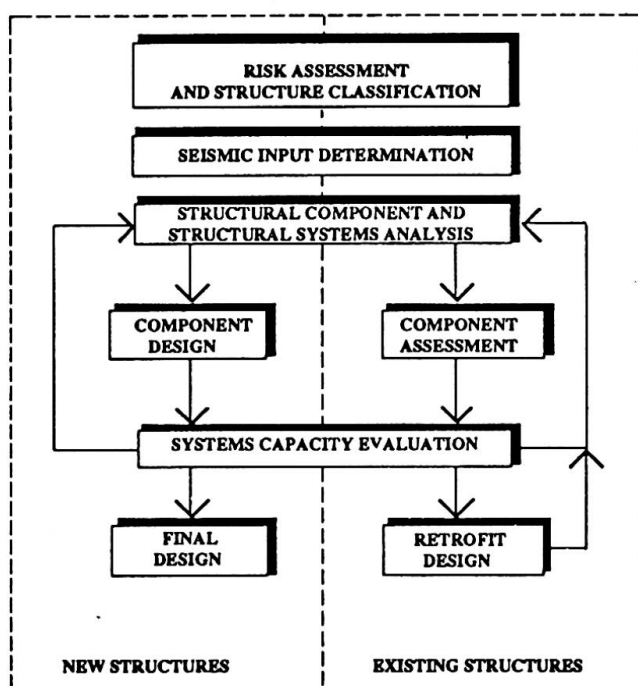 RISK ASSESSMENT
AND STRUCTURE CLASSIFICATION
SEISMIC INPUT DETERMINATION
STRUCTURAL COMPONENT AND
STRUCTURAL SYSTEMS ANALYSIS
COMPONENT
DESIGN
COMPONENT
ASSESSMENT
SYSTEMS CAPACITY EVALUATION
FINAL
DESIGN
RETROFIT
DESIGN
NEW STRUCTURES
EXISTING STRUCTURES